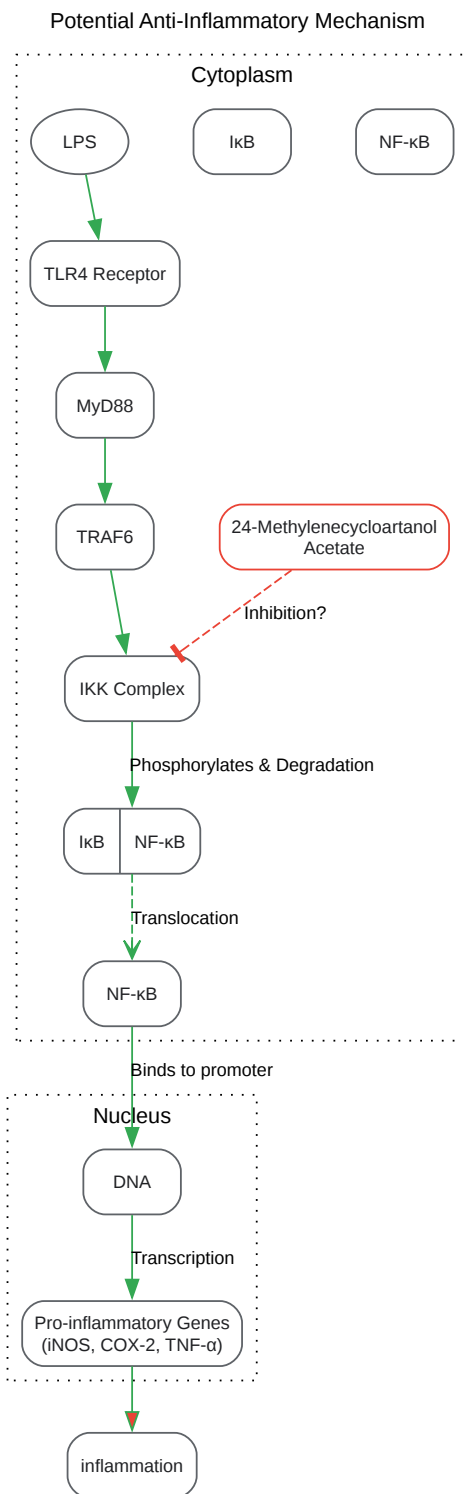 Potential Anti-Inflammatory Mechanism
Cytoplasm
LPS
IκB
NF-κB
TLR4 Receptor
MyD88
TRAF6
24-Methylenecycloartanol
Acetate
Inhibition?
IKK Complex
Phosphorylates & Degradation
IκB
NF-κB
Translocation
NF-κB
Binds to promoter
Nucleus
DNA
Transcription
Pro-inflammatory Genes
(iNOS, COX-2, TNF-α)
inflammation